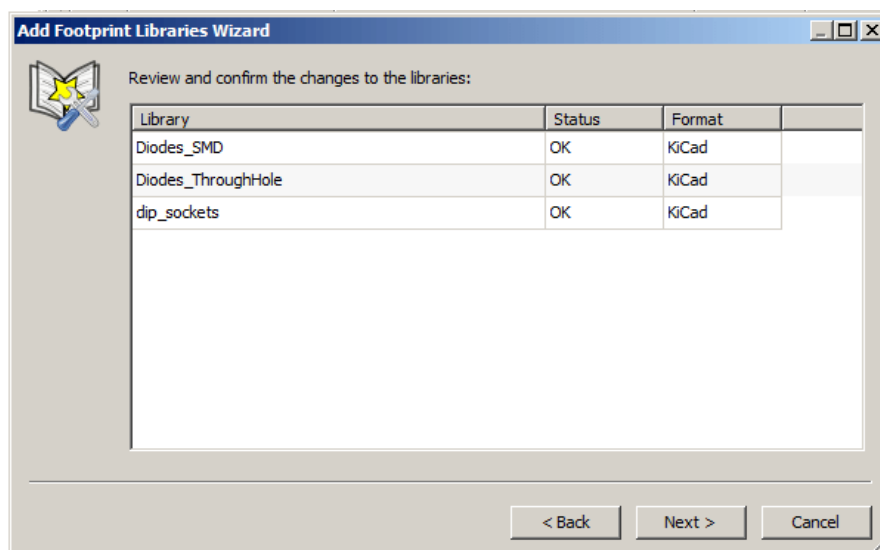 Add Footprint Libraries Wizard
Review and confirm the changes to the libraries:
Library Status Format
Diodes_SMD OK KiCad
Diodes_ThroughHole OK KiCad
dip_sockets OK KiCad
< Back Next > Cancel